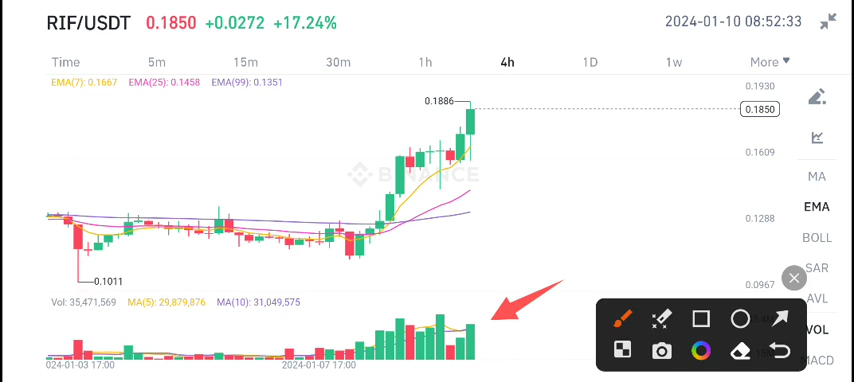 RIF/USDT 0.1850 +0.0272 +17.24% 2024-01-10 08:52:33
Time 5m 15m 30m 1h 4h 1D 1w More
EMA(7): 0.1667 EMA(25): 0.1458 EMA(99): 0.1351
0.1930
0.1886
0.1850
0.1609
BINANCE
MA
EMA
0.1288
BOLL
SAR
0.1011
0.0967
AVL
Vol: 35,471,569 MA(5): 29,879,876 MA(10): 31,049,575
VOL
MACD
024-01-03 17:00 2024-01-07 17:00